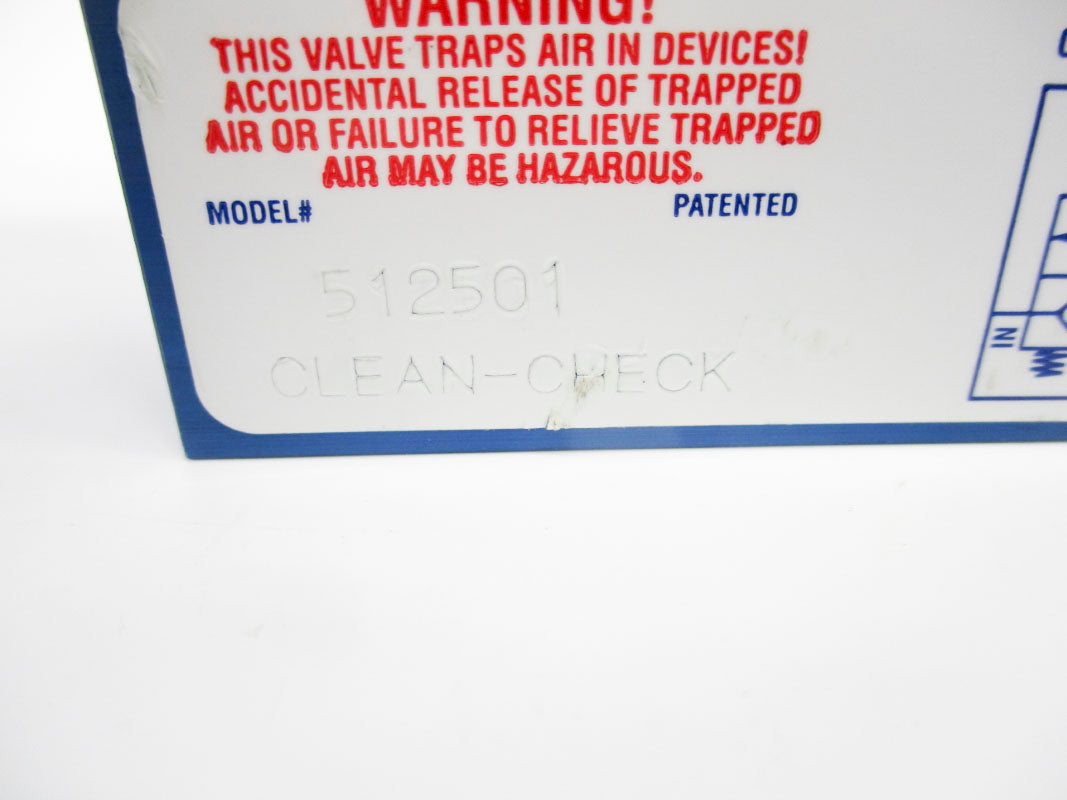 WARNING!
THIS VALVE TRAPS AIR IN DEVICES!
ACCIDENTAL RELEASE OF TRAPPED
AIR OR FAILURE TO RELIEVE TRAPPED
AIR MAY BE HAZAROUS.
MODEL# PATENTED
512501
CLEAN-CHECK
IN